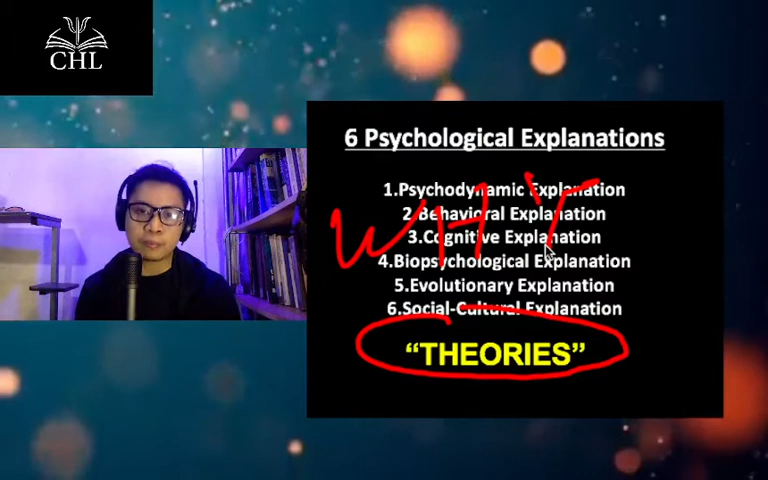 CHL
6 Psychological Explanations
1.Psychodynamic Explanation
2.Behavioral Explanation
3.Cognitive Explanation
4.Biopsychological Explanation
5.Evolutionary Explanation
6.Social-Cultural Explanation
WHY
“THEORIES”